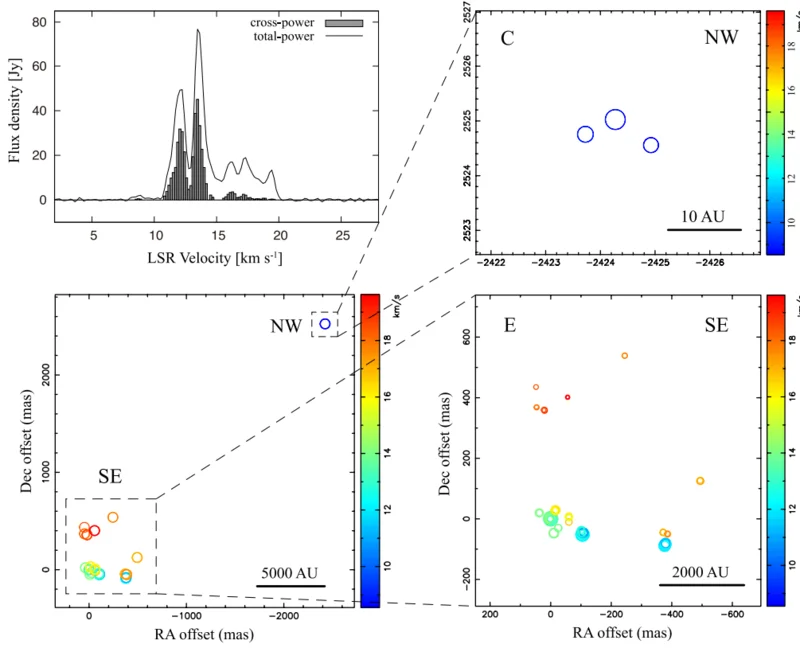 cross-power
total-power
80
60
40
20
0
Flux density [Jy]
5 10 15 20 25
LSR Velocity [km s-1]
C NW
2527
2526
2525
2524
2523
10 AU
−2422 −2423 −2424 −2425 −2426
18
16
14
12
10
NW
km/s
2000
1000
0
Dec offset (mas)
SE
5000 AU
0 −1000 −2000
RA offset (mas)
18
16
14
12
10
E SE
600
400
200
0
−200
Dec offset (mas)
2000 AU
200 0 −200 −400 −600
RA offset (mas)
18
16
14
12
10